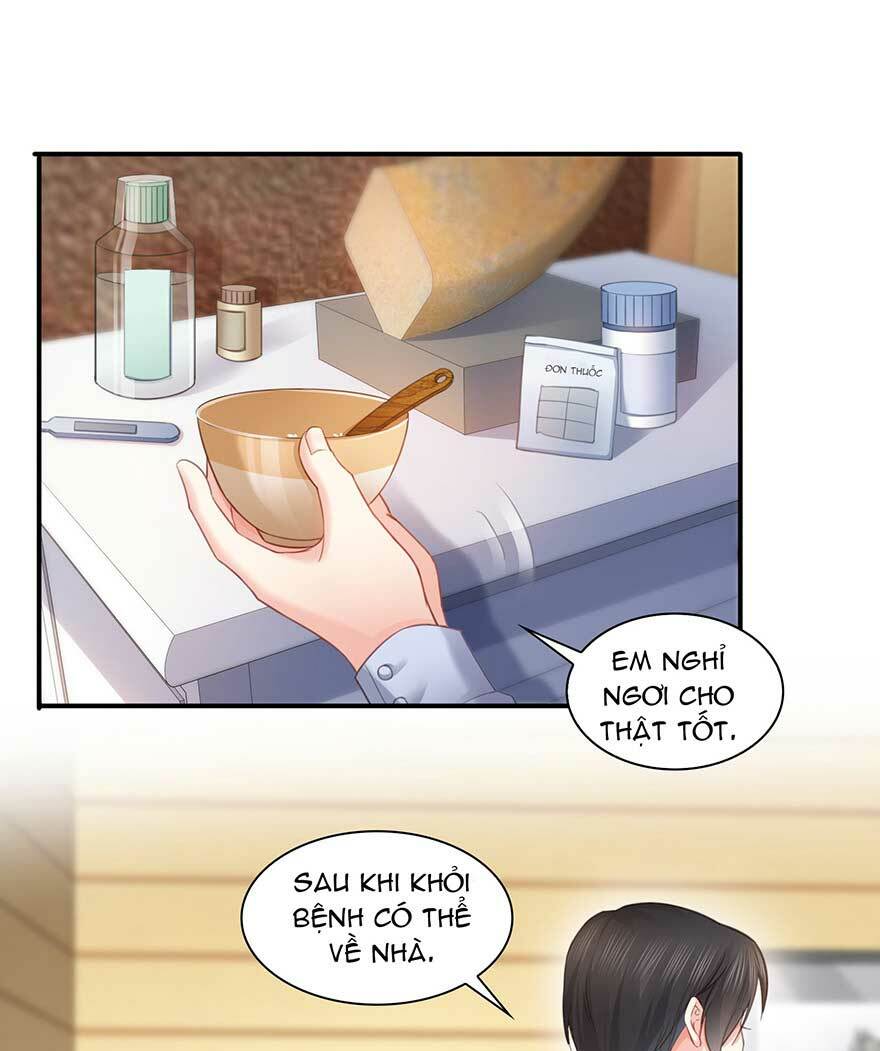 ĐƠN THUỐC
EM NGHỈ
NGƠI CHO
THẬT TỐT.
SAU KHI KHỎI
BỆNH CÓ THỂ
VỀ NHÀ.